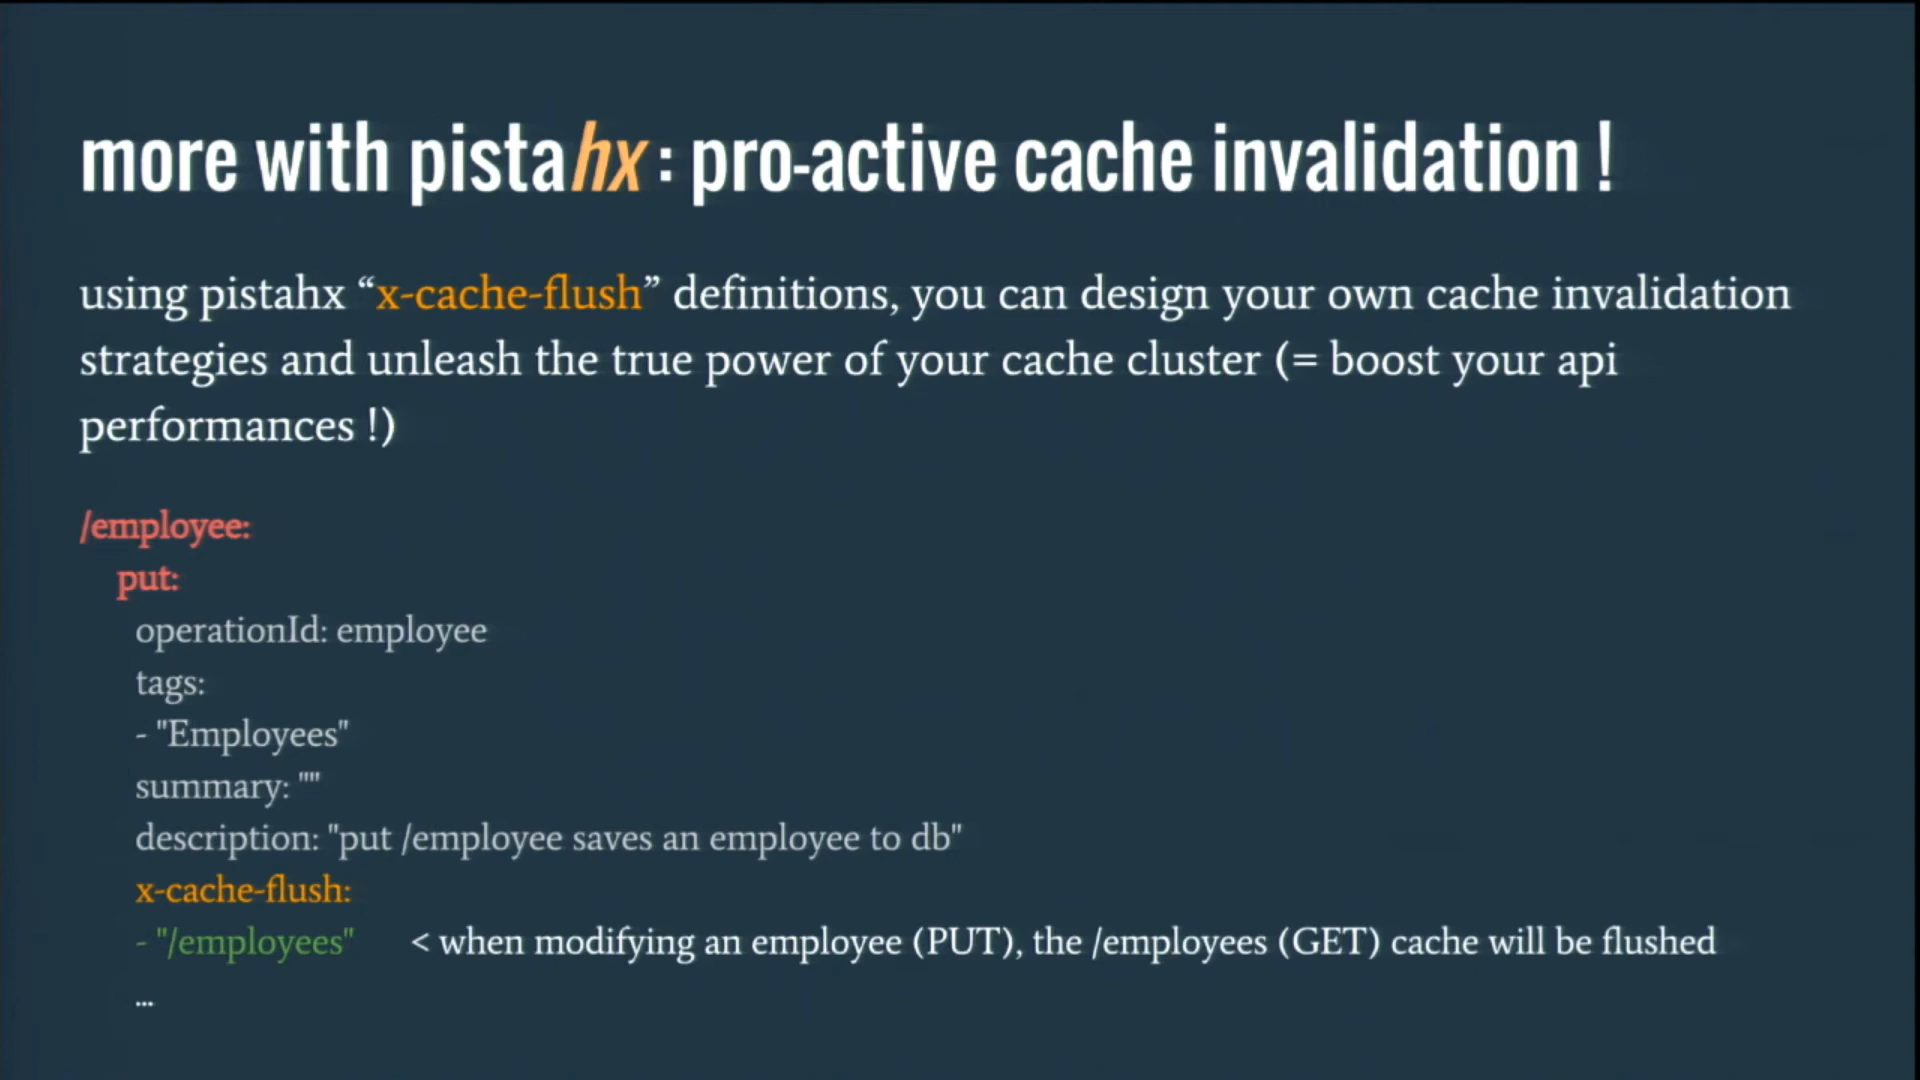 more with pistahx : pro-active cache invalidation !
using pistahx “x-cache-flush” definitions, you can design your own cache invalidation
strategies and unleash the true power of your cache cluster (= boost your api
performances !)
/employee:
put:
operationId: employee
tags:
- "Employees"
summary: ""
description: "put /employee saves an employee to db"
x-cache-flush:
- "/employees" < when modifying an employee (PUT), the /employees (GET) cache will be flushed
...